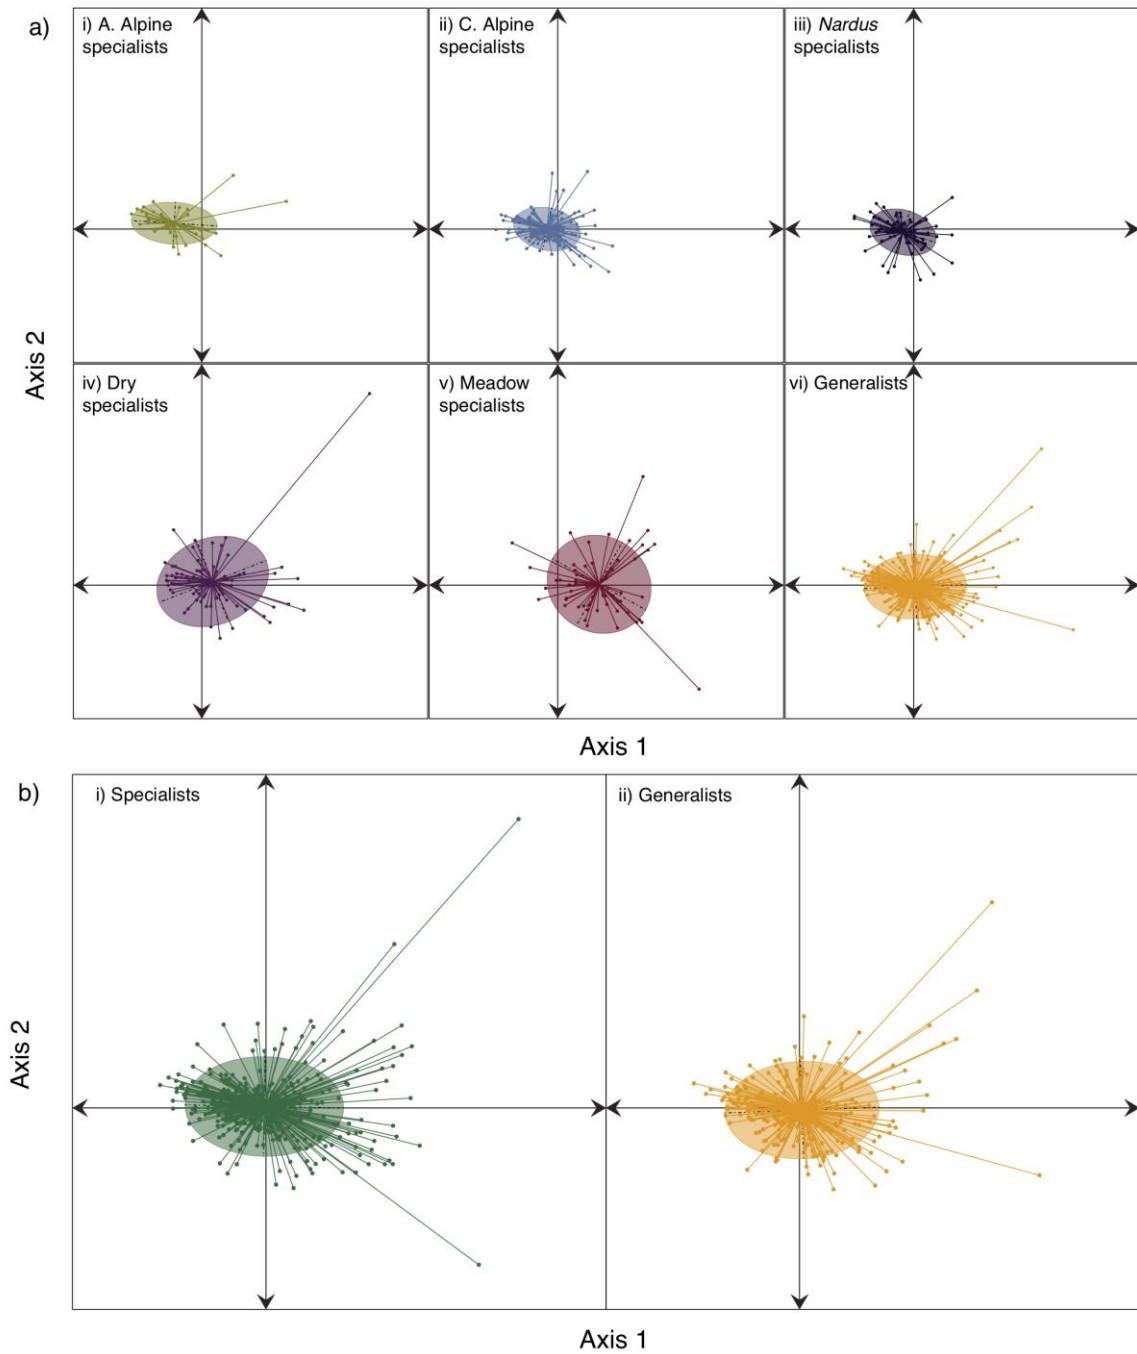 a)
i) A. Alpine
specialists
ii) C. Alpine
specialists
iii) Nardus
specialists
Axis 2
iv) Dry
specialists
v) Meadow
specialists
vi) Generalists
Axis 1
b)
i) Specialists
ii) Generalists
Axis 2
Axis 1